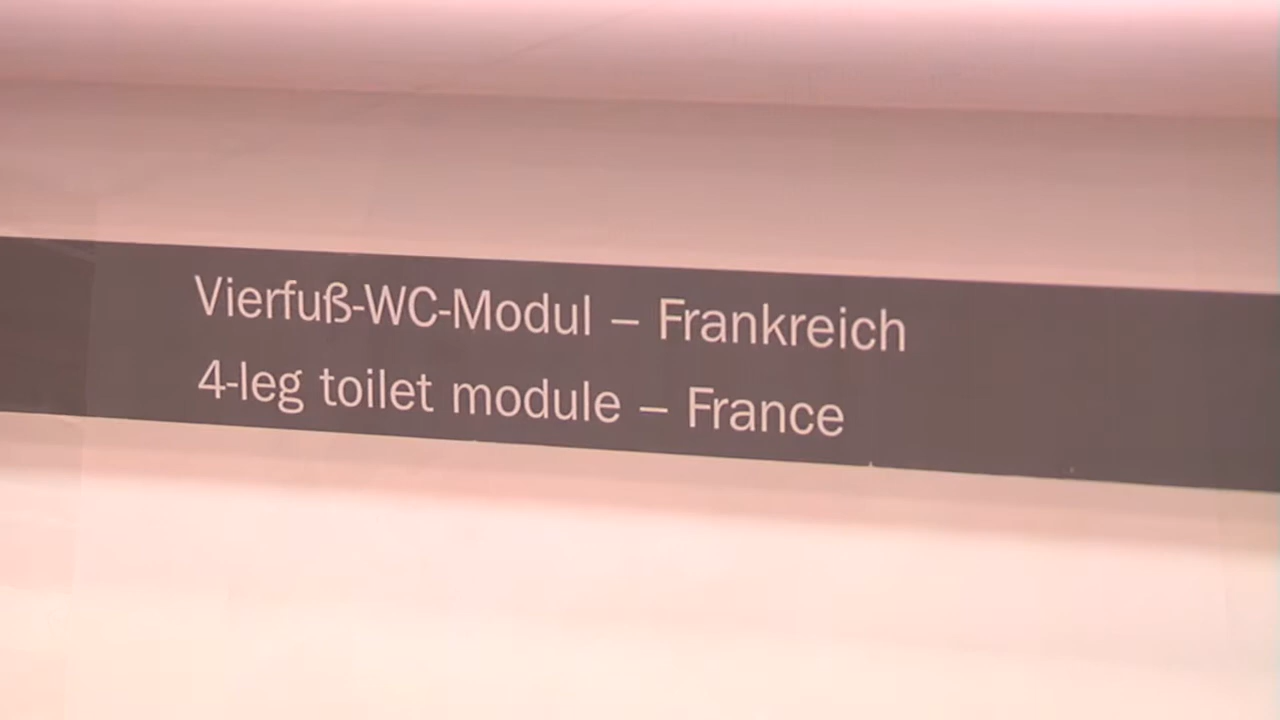 Vierfuß-WC-Modul – Frankreich
4-leg toilet module – France